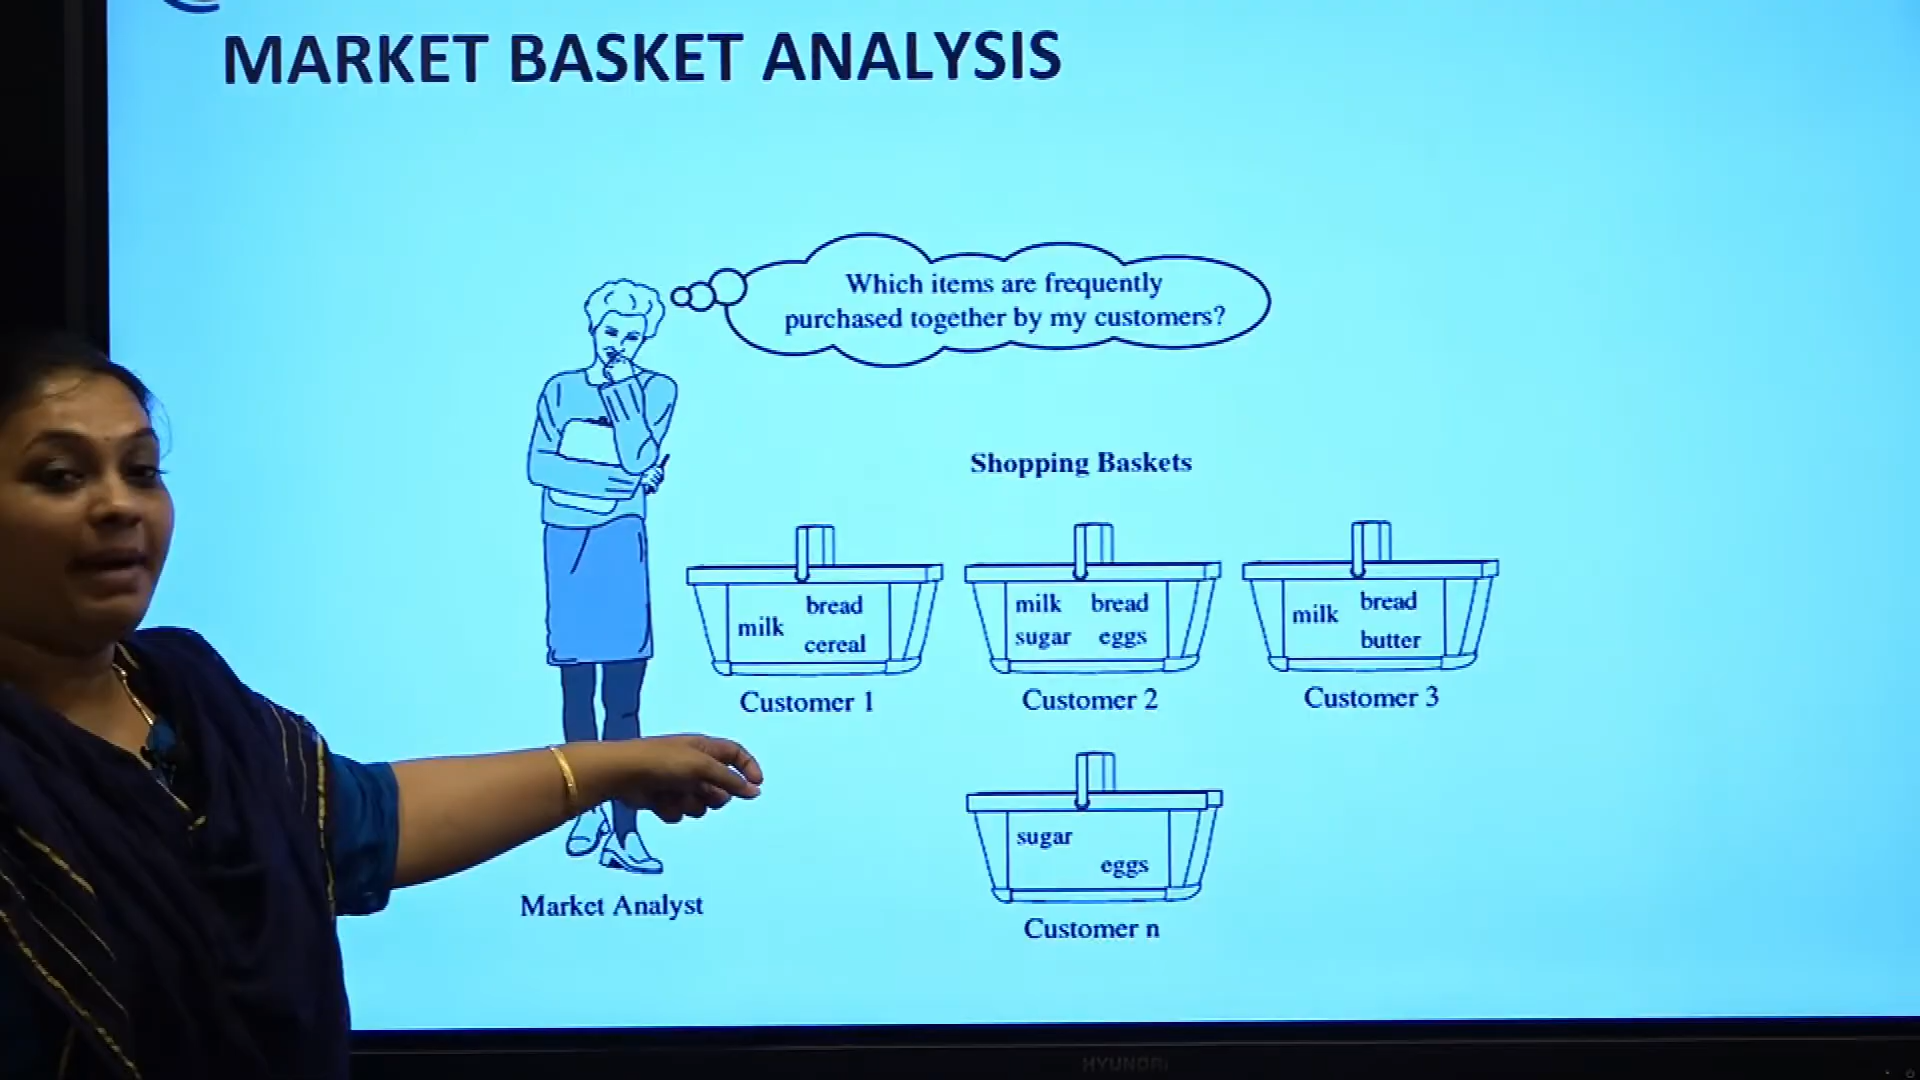 MARKET BASKET ANALYSIS
Which items are frequently
purchased together by my customers?
Shopping Baskets
milk
bread
cereal
Customer 1
milk bread
sugar eggs
Customer 2
milk
bread
butter
Customer 3
sugar
eggs
Customer n
Market Analyst
HYUNDAI